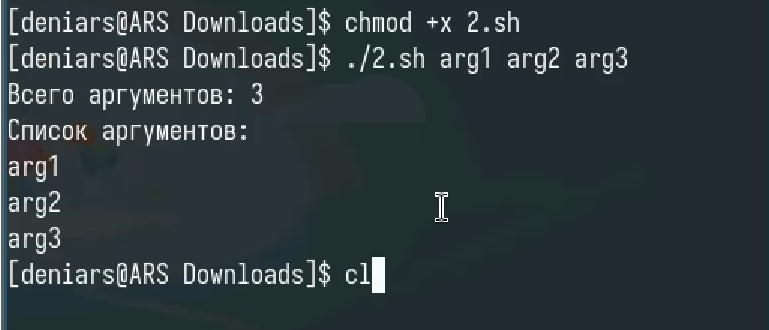 [deniars@ARS Downloads]$ chmod +x 2.sh
[deniars@ARS Downloads]$ ./2.sh arg1 arg2 arg3
Всего аргументов: 3
Список аргументов:
arg1
arg2
arg3
[deniars@ARS Downloads]$ cl